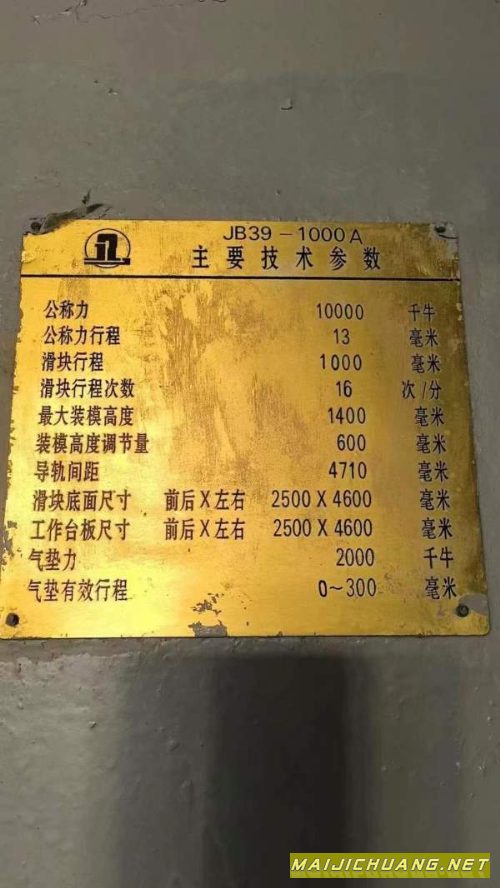 JB39-1000A
主要技术参数
公称力 10000 千牛
公称力行程 13 毫米
滑块行程 1000 毫米
滑块行程次数 16 次/分
最大装模高度 1400 毫米
装模高度调节量 600 毫米
导轨间距 4710 毫米
滑块底面尺寸 前后X左右 2500X4600 毫米
工作台板尺寸 前后X左右 2500X4600 毫米
气垫力 2000 千牛
气垫有效行程 0~300 毫米
MAIJICHUANG.NET